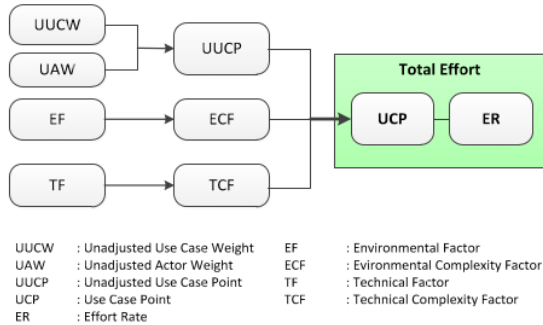 UUCW
UAW
UUCP
Total Effort
EF
ECF
UCP
ER
TF
TCF
UUCW : Unadjusted Use Case Weight EF : Environmental Factor
UAW : Unadjusted Actor Weight ECF : Evironmental Complexity Factor
UUCP : Unadjusted Use Case Point TF : Technical Factor
UCP : Use Case Point TCF : Technical Complexity Factor
ER : Effort Rate